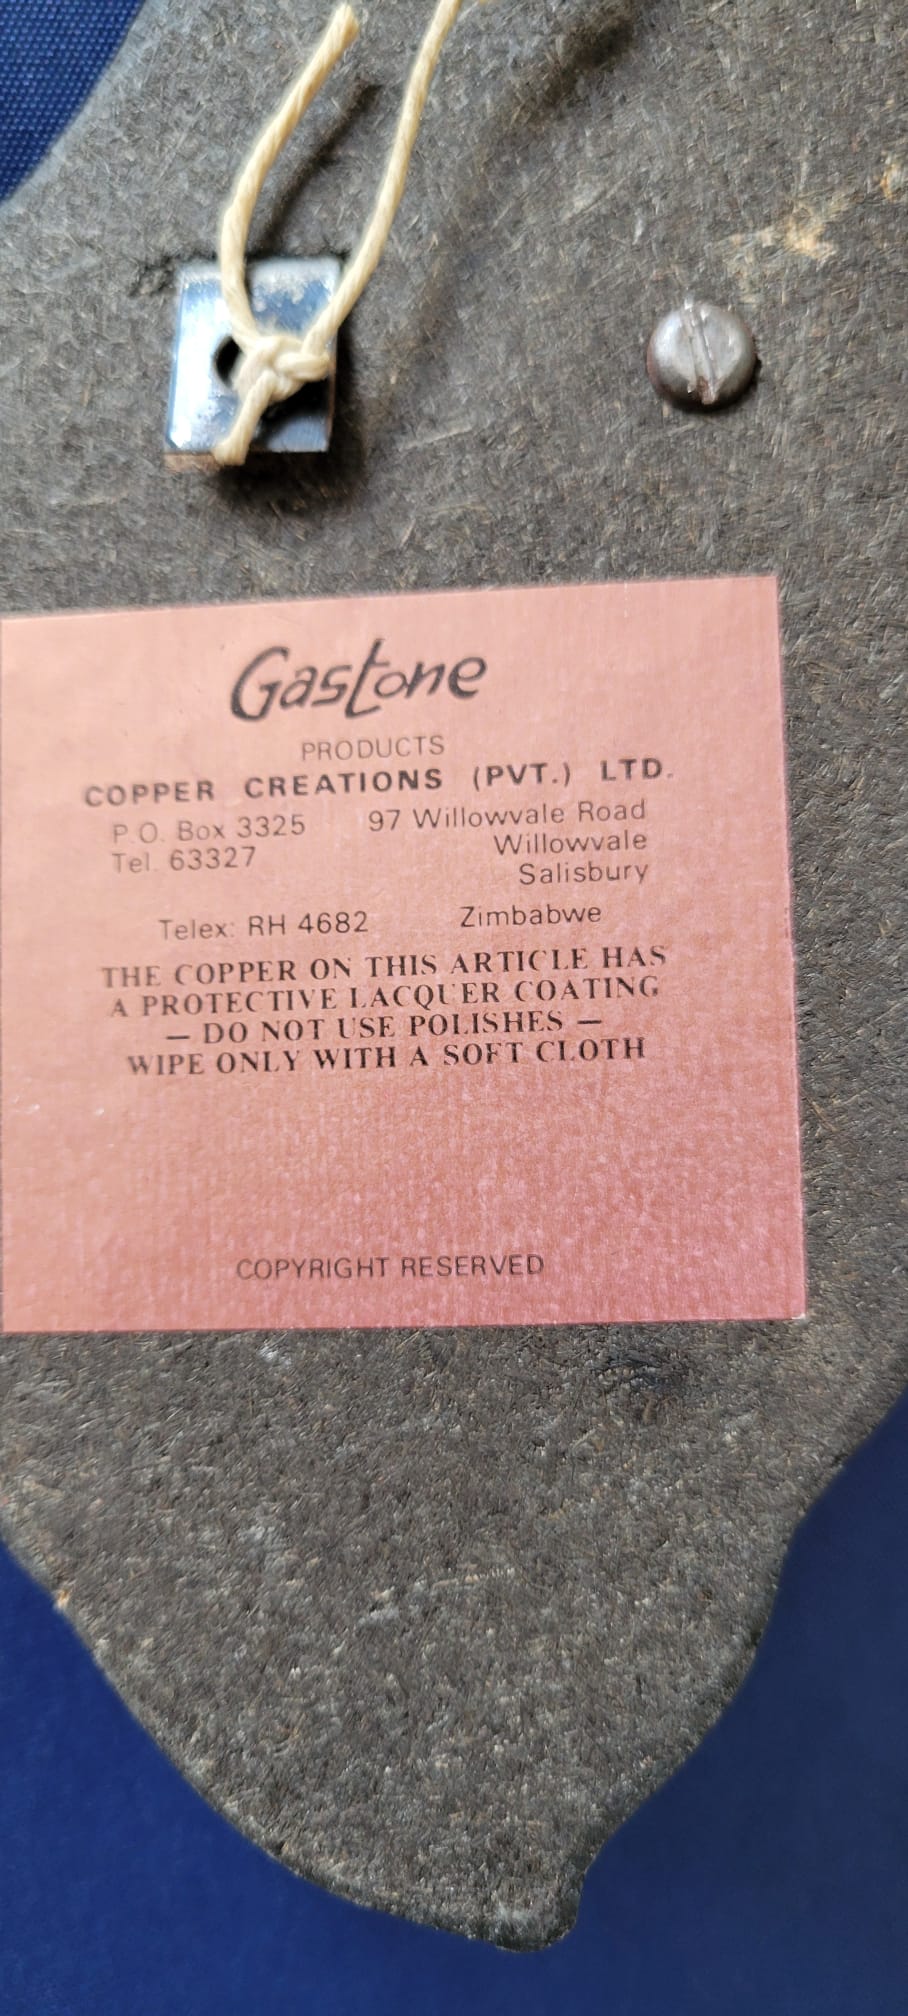 Gastone
PRODUCTS
COPPER CREATIONS (PVT.) LTD.
P.O. Box 3325 97 Willowvale Road
Tel. 63327 Willowvale
Salisbury
Telex: RH 4682 Zimbabwe
THE COPPER ON THIS ARTICLE HAS
A PROTECTIVE LACQUER COATING
— DO NOT USE POLISHES —
WIPE ONLY WITH A SOFT CLOTH
COPYRIGHT RESERVED